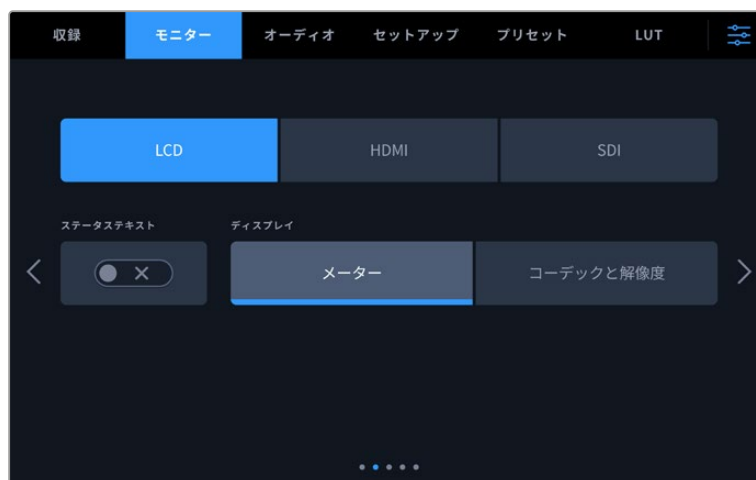 収録 モニター オーディオ セットアップ プリセット LUT
LCD HDMI SDI
ステータステキスト ディスプレイ
メーター コーデックと解像度